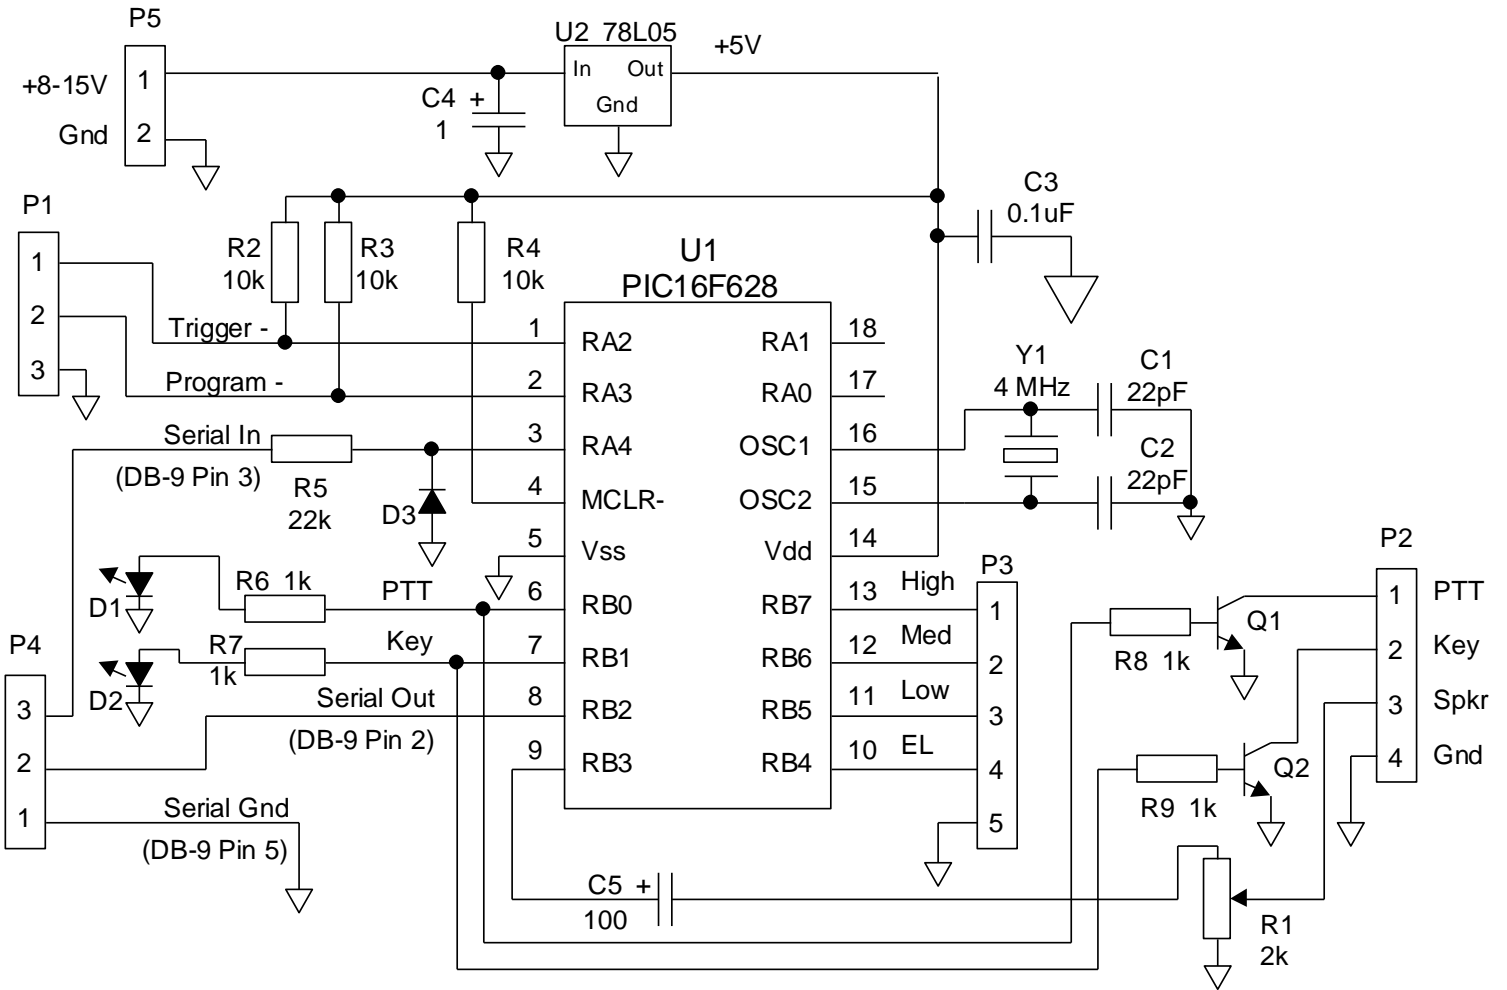 P5
U2 78L05
+5V
+8-15V
1
In Out
Gnd
C4 +
1
Gnd
2
P1
C3
0.1uF
1
R2
10k
R3
10k
R4
10k
U1
PIC16F628
2
Trigger -
1
RA2
RA1
18
3
Program -
2
RA3
RA0
17
Y1
4 MHz
C1
22pF
Serial In
(DB-9 Pin 3)
3
RA4
OSC1
16
C2
22pF
R5
22k
D3
4
MCLR-
OSC2
15
5
Vss
Vdd
14
P3
P2
D1
R6 1k
PTT
6
RB0
RB7
13
High
1
1
PTT
Q1
R8 1k
P4
D2
R7
1k
Key
7
RB1
RB6
12
Med
2
2
Key
3
Serial Out
(DB-9 Pin 2)
8
RB2
RB5
11
Low
3
3
Spkr
2
9
RB3
RB4
10
EL
4
4
Gnd
Q2
R9 1k
1
Serial Gnd
(DB-9 Pin 5)
5
C5 +
100
R1
2k